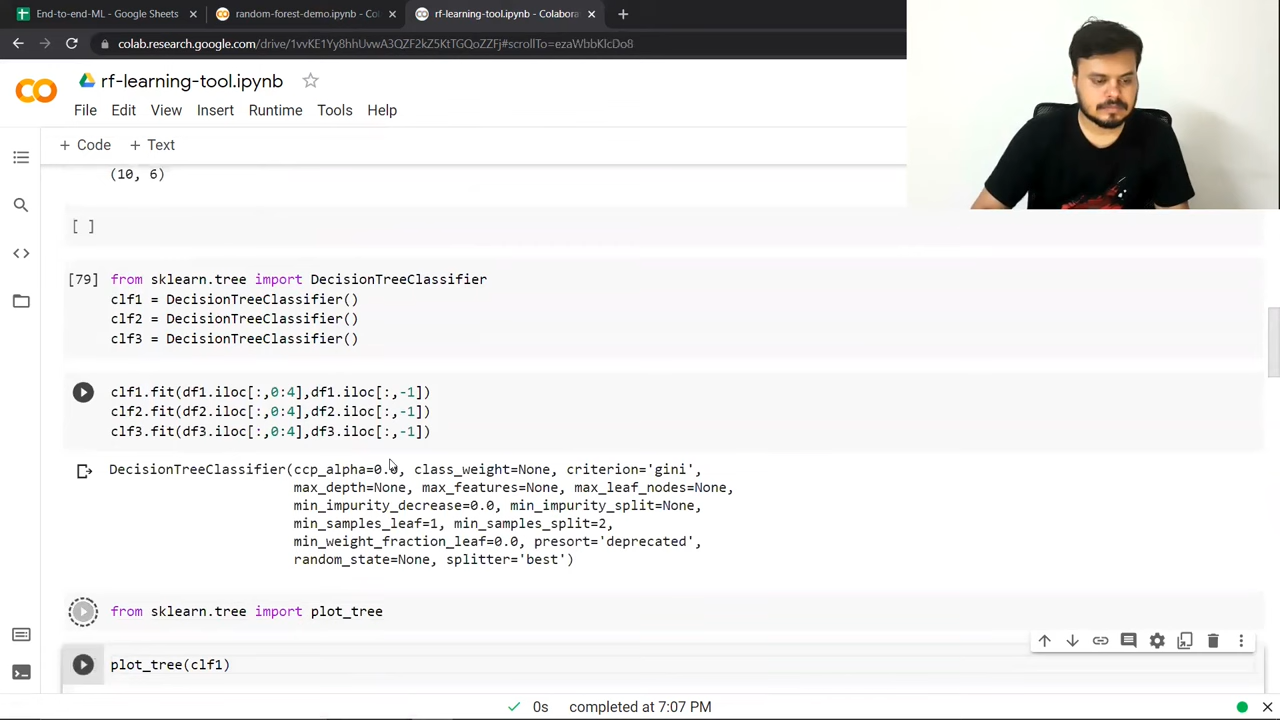 End-to-end-ML - Google Sheets
random-forest-demo.ipynb - Col
rf-learning-tool.ipynb - Colabora
colab.research.google.com/drive/1vvKE1Yy8hhUvwA3QZF2kZ5KtTGQoZZFj#scrollTo=ezaWbbKlcDo8
rf-learning-tool.ipynb
File Edit View Insert Runtime Tools Help
+ Code + Text
(10, 6)
[ ]
[79] from sklearn.tree import DecisionTreeClassifier
clf1 = DecisionTreeClassifier()
clf2 = DecisionTreeClassifier()
clf3 = DecisionTreeClassifier()
clf1.fit(df1.iloc[:,0:4],df1.iloc[:,-1])
clf2.fit(df2.iloc[:,0:4],df2.iloc[:,-1])
clf3.fit(df3.iloc[:,0:4],df3.iloc[:,-1])
DecisionTreeClassifier(ccp_alpha=0.0, class_weight=None, criterion='gini',
max_depth=None, max_features=None, max_leaf_nodes=None,
min_impurity_decrease=0.0, min_impurity_split=None,
min_samples_leaf=1, min_samples_split=2,
min_weight_fraction_leaf=0.0, presort='deprecated',
random_state=None, splitter='best')
from sklearn.tree import plot_tree
plot_tree(clf1)
0s completed at 7:07 PM